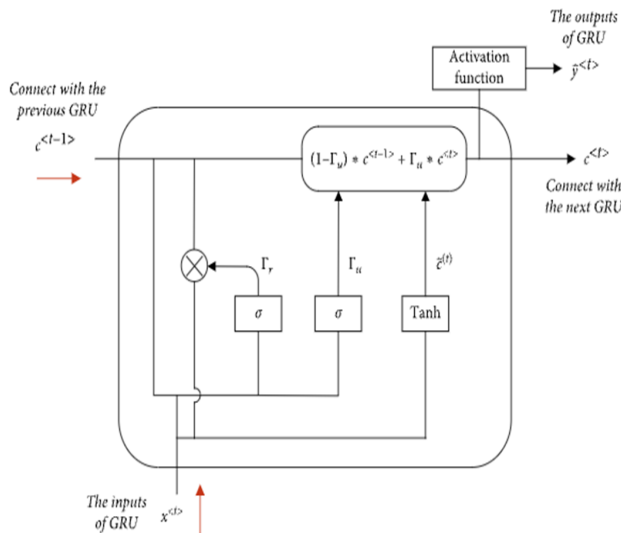 The outputs
of GRU
Activation
function
ŷ<t>
Connect with the
previous GRU
c<t−1>
(1−Γu) * c<t−1> + Γu * c<t>
c<t>
Connect with
the next GRU
Γr
Γu
c̃(t)
σ
σ
Tanh
The inputs
of GRU
x<t>